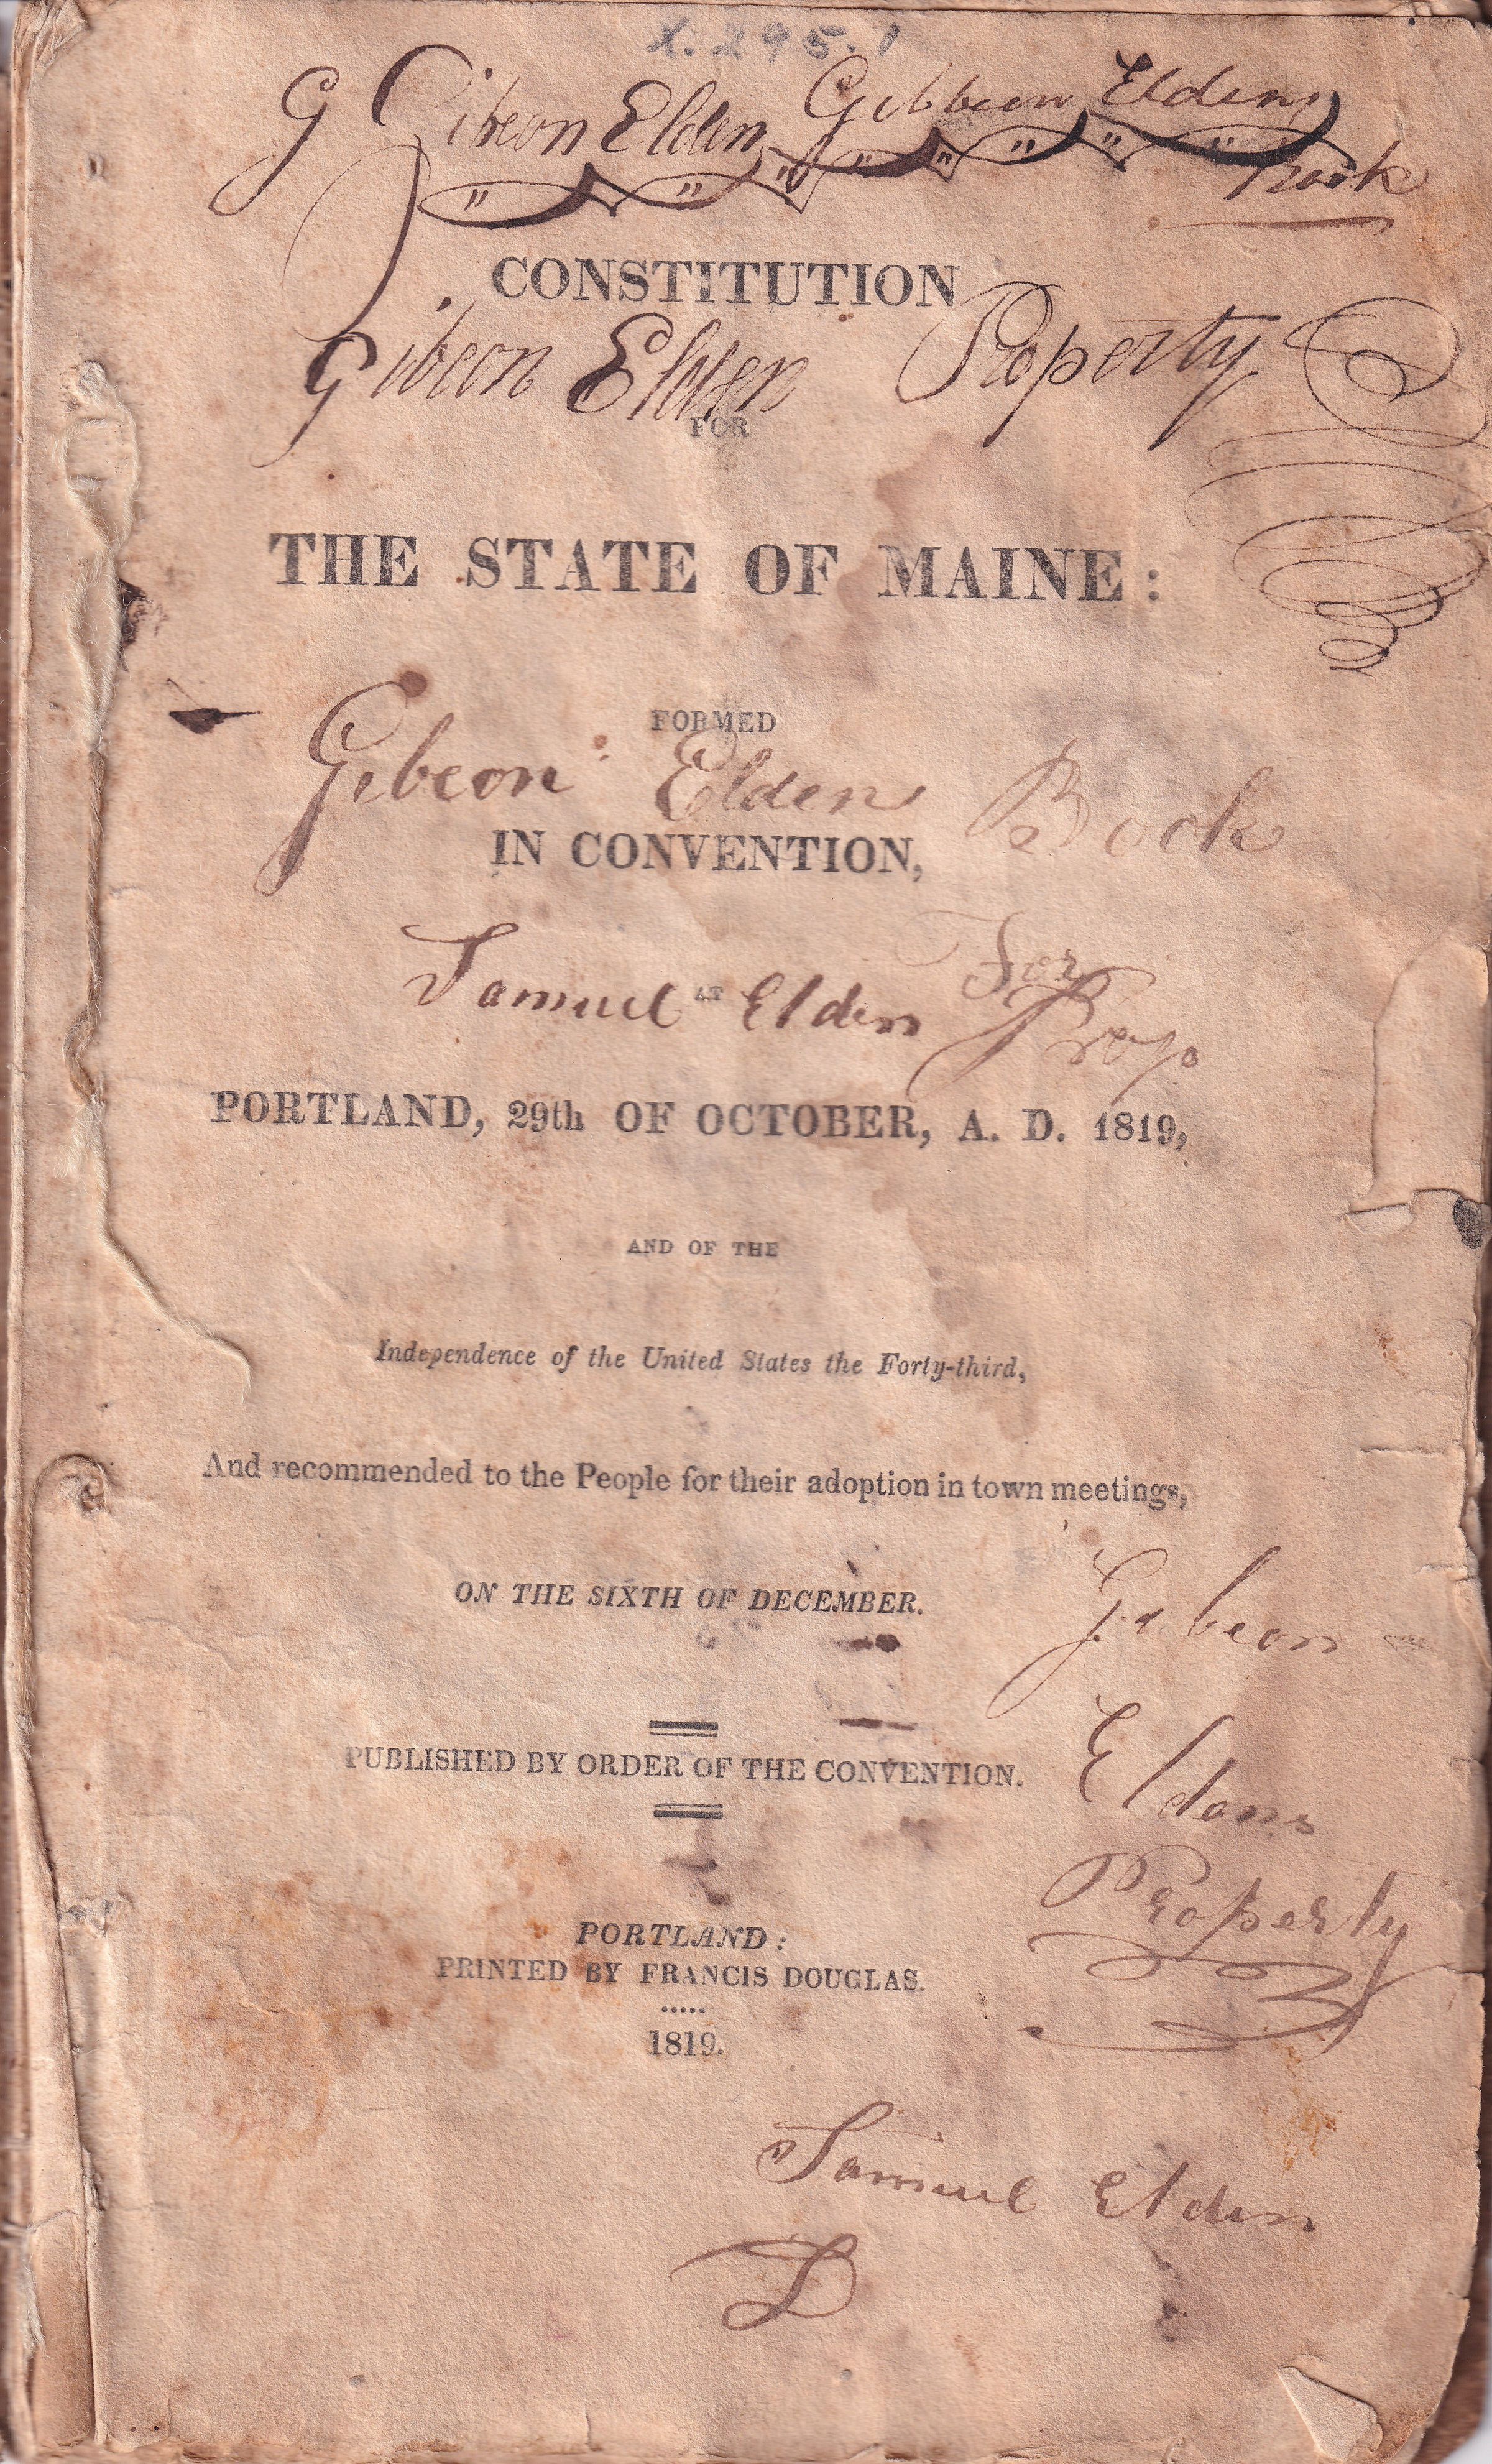 X. 295.1
G Gibeon Elden Gibbeon Eldens
Book
CONSTITUTION
Gibeon Elden Property
FOR
THE STATE OF MAINE:
FORMED
Gibeon Elden Book
IN CONVENTION,
Samuel Elden Prop
AT
PORTLAND, 29th OF OCTOBER, A. D. 1819,
AND OF THE
Independence of the United States the Forty-third,
And recommended to the People for their adoption in town meetings,
ON THE SIXTH OF DECEMBER.
Gibeon
PUBLISHED BY ORDER OF THE CONVENTION.
Eldens
Property
PORTLAND:
PRINTED BY FRANCIS DOUGLAS.
.....
1819.
Samuel Elden
S